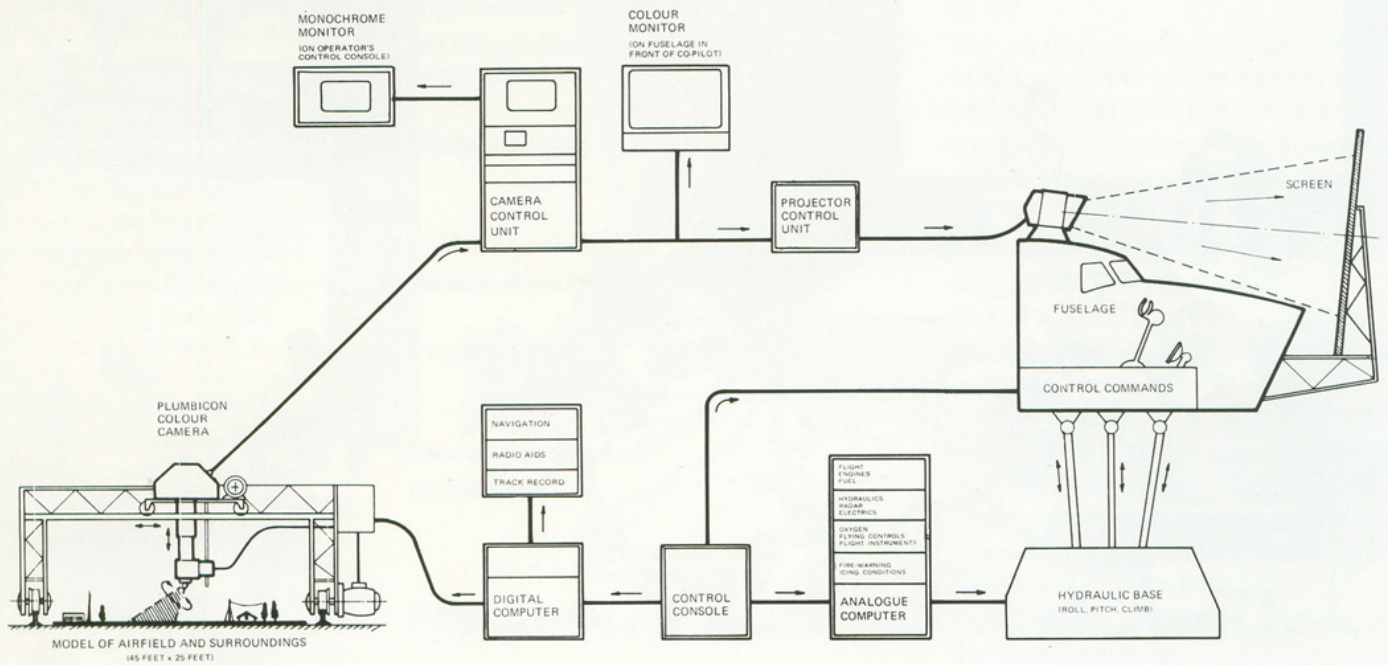 MONOCHROME
MONITOR
(ON OPERATOR'S
CONTROL CONSOLE)
COLOUR
MONITOR
(ON FUSELAGE IN
FRONT OF CO-PILOT)
CAMERA
CONTROL
UNIT
PROJECTOR
CONTROL
UNIT
SCREEN
FUSELAGE
CONTROL COMMANDS
PLUMBICON
COLOUR
CAMERA
NAVIGATION
RADIO AIDS
TRACK RECORD
FLIGHT
ENGINES
FUEL
HYDRAULICS
RADAR
ELECTRICS
OXYGEN
FLYING CONTROLS
FLIGHT INSTRUMENTS
FIRE-WARNING
ICING CONDITIONS
DIGITAL
COMPUTER
CONTROL
CONSOLE
ANALOGUE
COMPUTER
HYDRAULIC BASE
(ROLL, PITCH, CLIMB)
MODEL OF AIRFIELD AND SURROUNDINGS
(45 FEET x 25 FEET)